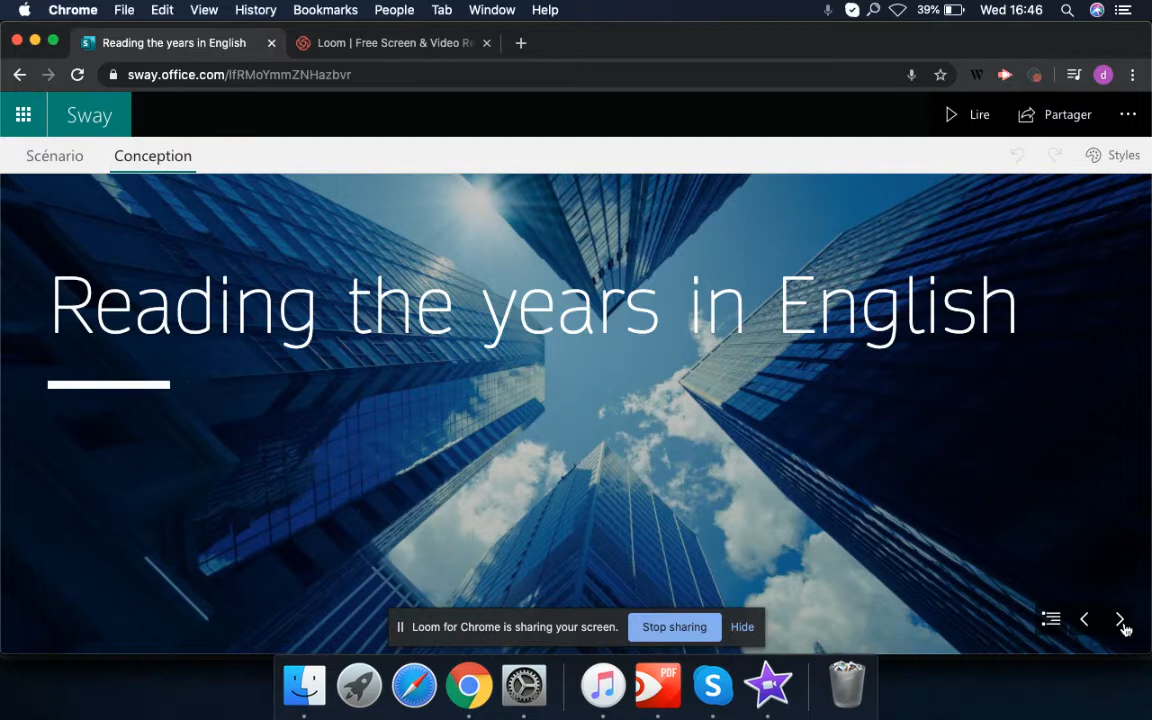 Chrome File Edit View History Bookmarks People Tab Window Help 39% Wed 16:46
Reading the years in English Loom | Free Screen & Video Re
sway.office.com/lfRMoYmmZNHazbvr W d
Sway Lire Partager
Scénario Conception Styles
Reading the years in English
Loom for Chrome is sharing your screen. Stop sharing Hide
PDF
S